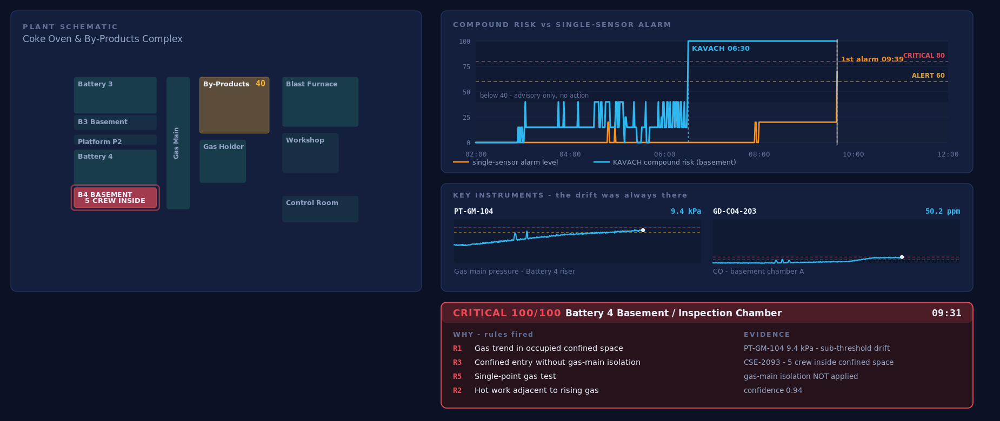 PLANT SCHEMATIC
Coke Oven & By-Products Complex
Battery 3
B3 Basement
Platform P2
Battery 4
B4 BASEMENT
5 CREW INSIDE
Gas Main
By-Products 40
Gas Holder
Blast Furnace
Workshop
Control Room
COMPOUND RISK vs SINGLE-SENSOR ALARM
100
75
50
25
0
KAVACH 06:30
1st alarm 09:39
CRITICAL 80
ALERT 60
below 40 - advisory only, no action
02:00 04:00 06:00 08:00 10:00 12:00
single-sensor alarm level KAVACH compound risk (basement)
KEY INSTRUMENTS - the drift was always there
PT-GM-104 9.4 kPa
Gas main pressure - Battery 4 riser
GD-CO4-203 50.2 ppm
CO - basement chamber A
CRITICAL 100/100 Battery 4 Basement / Inspection Chamber 09:31
WHY - rules fired
R1 Gas trend in occupied confined space
R3 Confined entry without gas-main isolation
R5 Single-point gas test
R2 Hot work adjacent to rising gas
EVIDENCE
PT-GM-104 9.4 kPa - sub-threshold drift
CSE-2093 - 5 crew inside confined space
gas-main isolation NOT applied
confidence 0.94